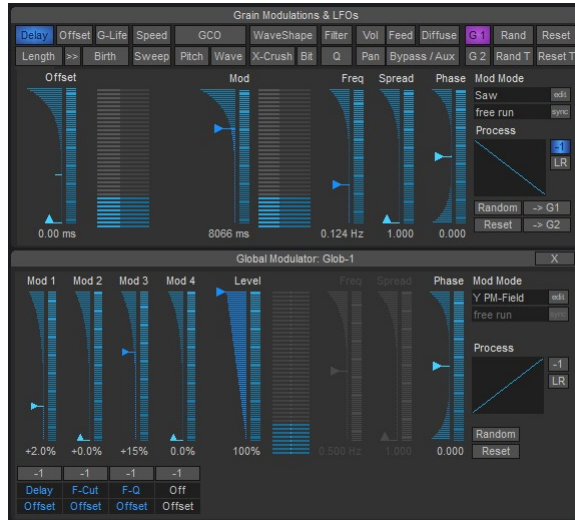 Grain Modulations & LFOs
Delay Offset G-Life Speed GCO WaveShape Filter Vol Feed Diffuse G 1 Rand Reset
Length >> Birth Sweep Pitch Wave X-Crush Bit Q Pan Bypass / Aux G 2 Rand T Reset T
Offset Mod Freq Spread Phase Mod Mode
Saw edit
free run sync
Process
-1
LR
Random -> G1
Reset -> G2
0.00 ms 8066 ms 0.124 Hz 1.000 0.000
Global Modulator: Glob-1 X
Mod 1 Mod 2 Mod 3 Mod 4 Level Freq Spread Phase Mod Mode
Y PM-Field edit
free run sync
Process
-1
LR
Random
Reset
+2.0% +0.0% +15% 0.0% 100% 0.500 Hz 1.000 0.000
-1 -1 -1 -1
Delay F-Cut F-Q Off
Offset Offset Offset Offset